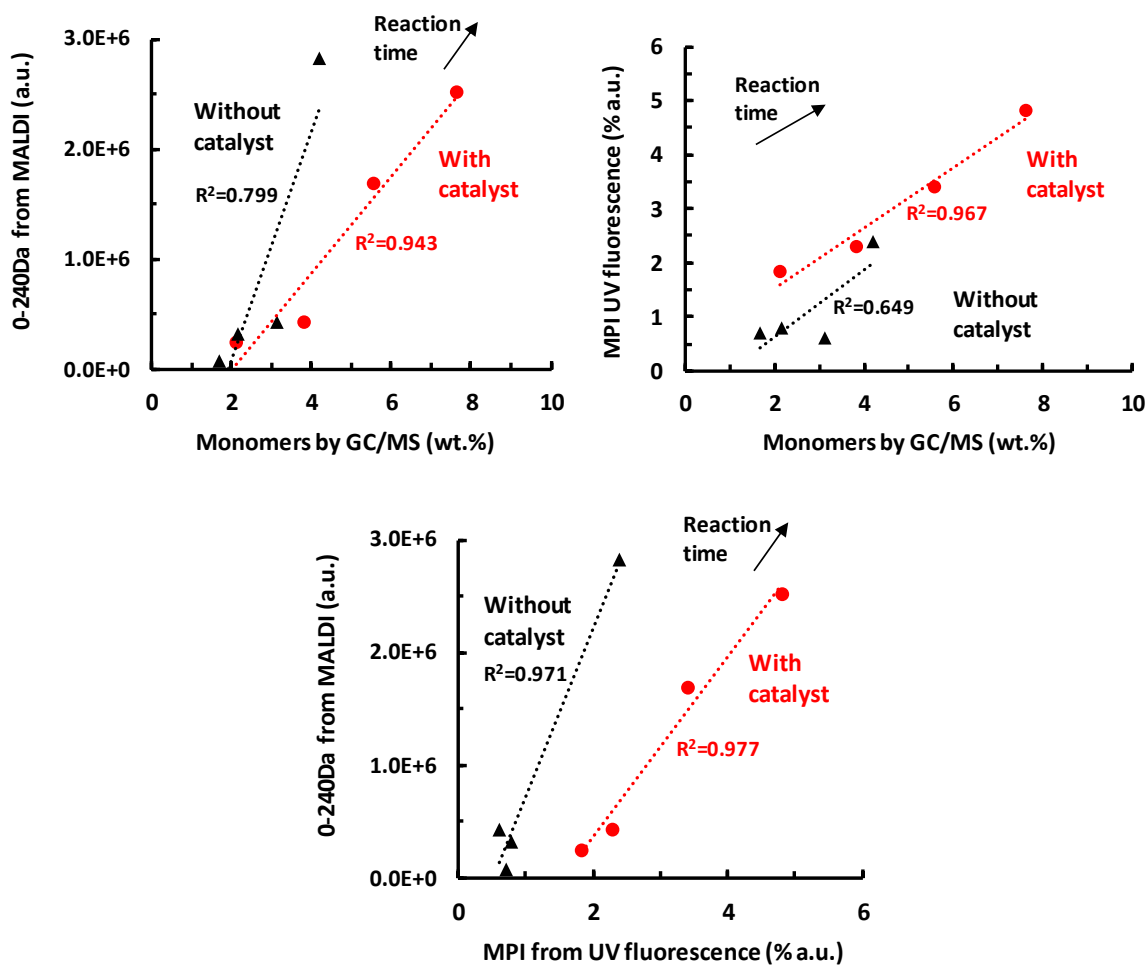 0-240Da from MALDI (a.u.)
3.0E+6
2.0E+6
1.0E+6
0.0E+0
Reaction
time
Without
catalyst
R²=0.799
With
catalyst
R²=0.943
0 2 4 6 8 10
Monomers by GC/MS (wt.%)
MPI UV fluorescence (% a.u.)
6
5
4
3
2
1
0
Reaction
time
With
catalyst
R²=0.967
R²=0.649
Without
catalyst
0 2 4 6 8 10
Monomers by GC/MS (wt.%)
0-240Da from MALDI (a.u.)
3.0E+6
2.0E+6
1.0E+6
0.0E+0
Reaction
time
Without
catalyst
R²=0.971
With
catalyst
R²=0.977
0 2 4 6
MPI from UV fluorescence (% a.u.)